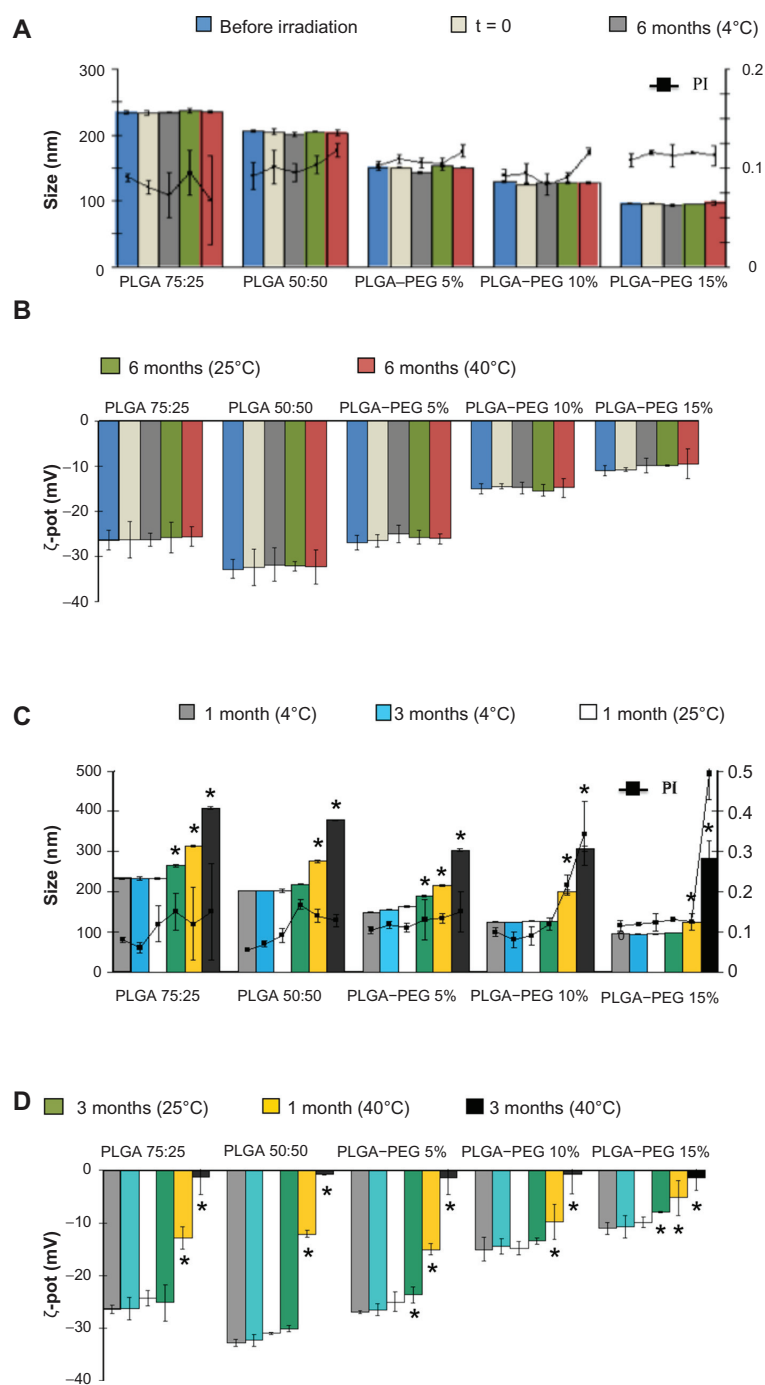 A
Before irradiation t = 0 6 months (4°C)
300 0.2
PI
200
0.1
100
0 0
Size (nm)
PLGA 75:25 PLGA 50:50 PLGA–PEG 5% PLGA–PEG 10% PLGA–PEG 15%
B
6 months (25°C) 6 months (40°C)
PLGA 75:25 PLGA 50:50 PLGA–PEG 5% PLGA–PEG 10% PLGA–PEG 15%
0
–10
–20
–30
–40
ζ-pot (mV)
C
1 month (4°C) 3 months (4°C) 1 month (25°C)
500 0.5
PI
400 0.4
300 0.3
200 0.2
100 0.1
0 0
Size (nm)
* * * * * * * * * * * *
0
PLGA 75:25 PLGA 50:50 PLGA–PEG 5% PLGA–PEG 10% PLGA–PEG 15%
D
3 months (25°C) 1 month (40°C) 3 months (40°C)
PLGA 75:25 PLGA 50:50 PLGA–PEG 5% PLGA–PEG 10% PLGA–PEG 15%
0
–10
–20
–30
–40
ζ-pot (mV)
* * * * * * * * * * * *